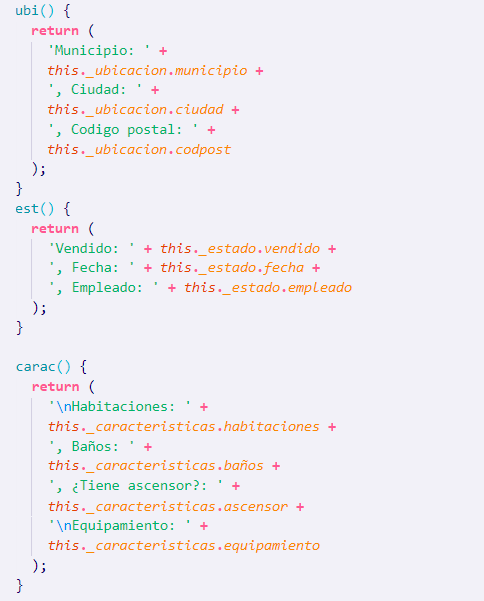 ubi() {
  return (
    'Municipio: ' +
    this._ubicacion.municipio +
    ', Ciudad: ' +
    this._ubicacion.ciudad +
    ', Codigo postal: ' +
    this._ubicacion.codpost
  );
}
est() {
  return (
    'Vendido: ' + this._estado.vendido +
    ', Fecha: ' + this._estado.fecha +
    ', Empleado: ' + this._estado.empleado
  );
}

carac() {
  return (
    '\nHabitaciones: ' +
    this._caracteristicas.habitaciones +
    ', Baños: ' +
    this._caracteristicas.baños +
    ', ¿Tiene ascensor?: ' +
    this._caracteristicas.ascensor +
    '\nEquipamiento: ' +
    this._caracteristicas.equipamiento
  );
}